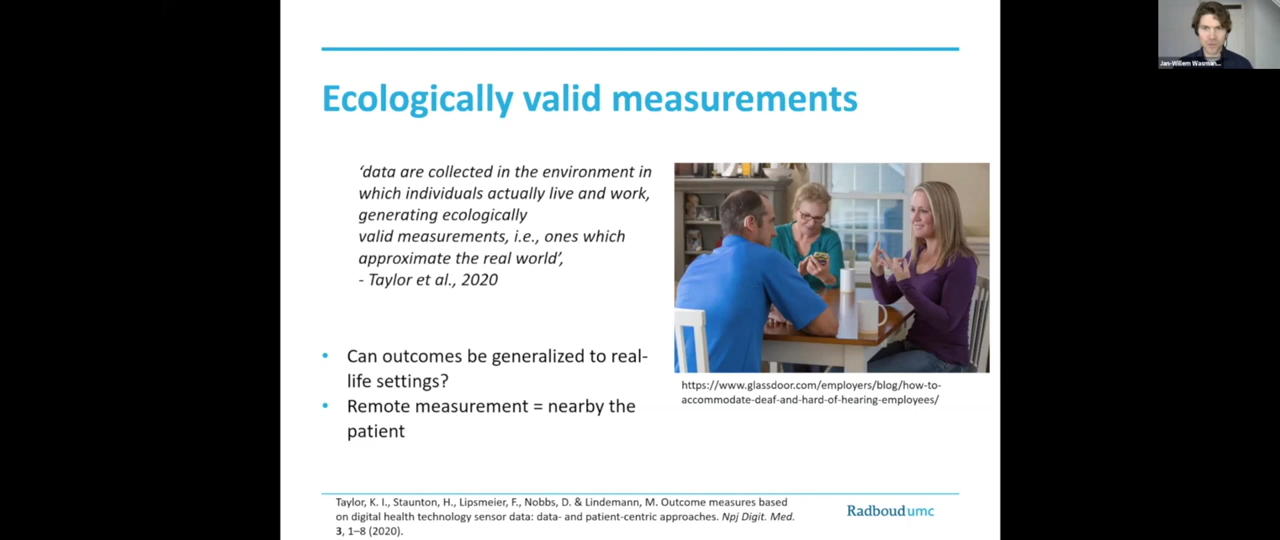 Jan-Willem Wasman...
Ecologically valid measurements
‘data are collected in the environment in
which individuals actually live and work,
generating ecologically
valid measurements, i.e., ones which
approximate the real world’,
- Taylor et al., 2020
• Can outcomes be generalized to real-
life settings?
• Remote measurement = nearby the
patient
https://www.glassdoor.com/employers/blog/how-to-
accommodate-deaf-and-hard-of-hearing-employees/
Taylor, K. I., Staunton, H., Lipsmeier, F., Nobbs, D. & Lindemann, M. Outcome measures based
on digital health technology sensor data: data- and patient-centric approaches. Npj Digit. Med.
3, 1–8 (2020).
Radboudumc